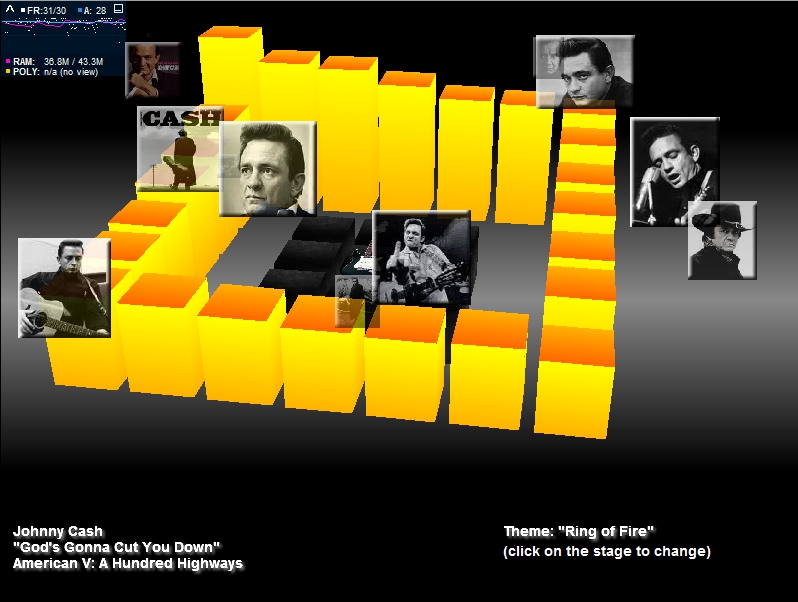 FR:31/30 A: 28
RAM: 36.8M / 43.3M
POLY: n/a (no view)
CASH
Johnny Cash
"God's Gonna Cut You Down"
American V: A Hundred Highways
Theme: "Ring of Fire"
(click on the stage to change)